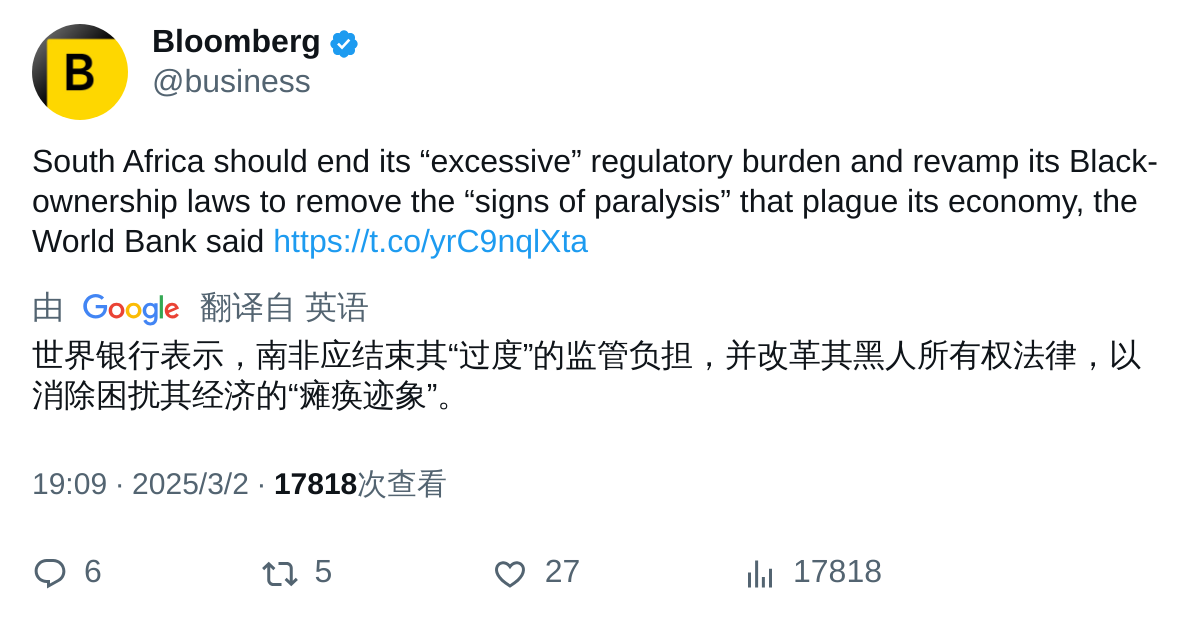 B
Bloomberg
@business
South Africa should end its “excessive” regulatory burden and revamp its Black-
ownership laws to remove the “signs of paralysis” that plague its economy, the
World Bank said https://t.co/yrC9nqlXta
由 Google 翻译自 英语
世界银行表示，南非应结束其“过度”的监管负担，并改革其黑人所有权法律，以
消除困扰其经济的“瘫痪迹象”。
19:09 · 2025/3/2 · 17818次查看
6 5 27 17818